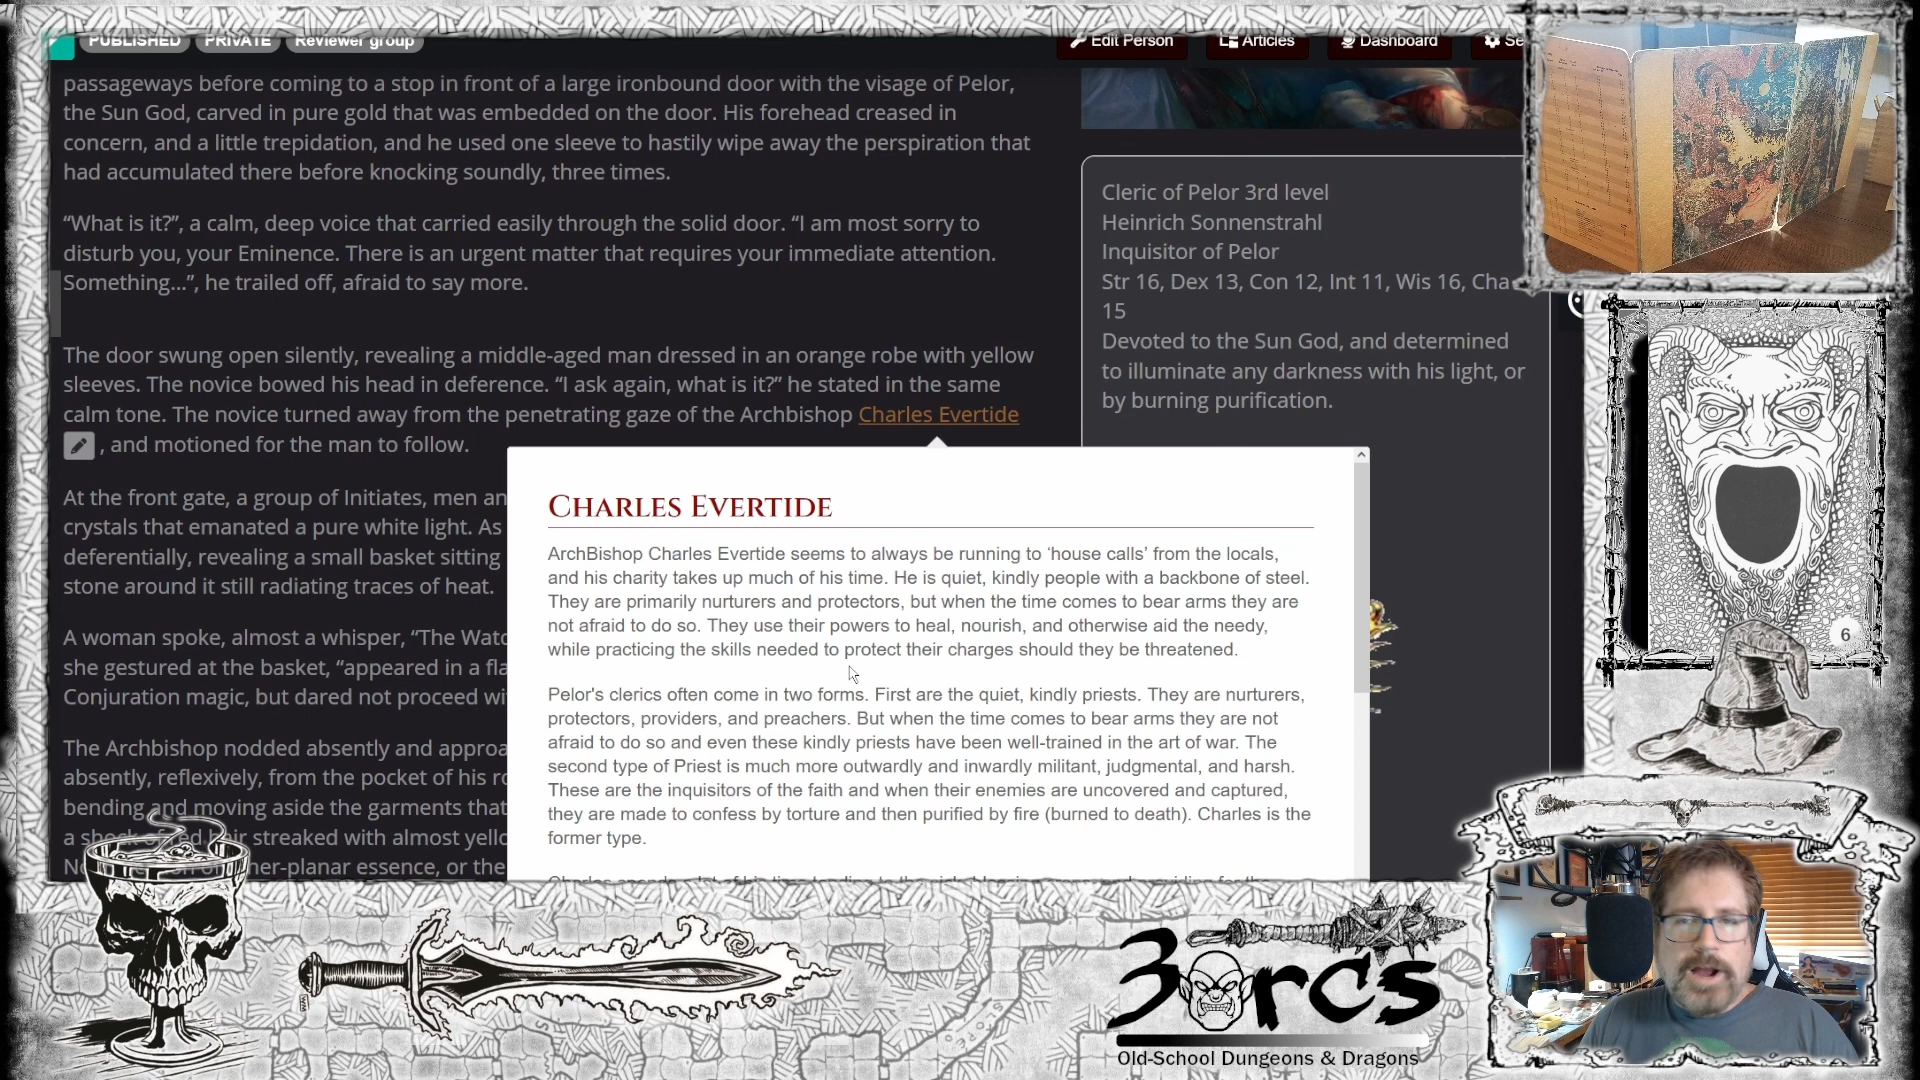 PUBLISHED PRIVATE Reviewer group
Edit Person Articles Dashboard Se
passageways before coming to a stop in front of a large ironbound door with the visage of Pelor,
the Sun God, carved in pure gold that was embedded on the door. His forehead creased in
concern, and a little trepidation, and he used one sleeve to hastily wipe away the perspiration that
had accumulated there before knocking soundly, three times.
“What is it?”, a calm, deep voice that carried easily through the solid door. “I am most sorry to
disturb you, your Eminence. There is an urgent matter that requires your immediate attention.
Something...”, he trailed off, afraid to say more.
The door swung open silently, revealing a middle-aged man dressed in an orange robe with yellow
sleeves. The novice bowed his head in deference. “I ask again, what is it?” he stated in the same
calm tone. The novice turned away from the penetrating gaze of the Archbishop Charles Evertide
, and motioned for the man to follow.
At the front gate, a group of Initiates, men an
crystals that emanated a pure white light. As
deferentially, revealing a small basket sitting
stone around it still radiating traces of heat.
A woman spoke, almost a whisper, “The Watc
she gestured at the basket, “appeared in a fla
Conjuration magic, but dared not proceed wi
The Archbishop nodded absently and approa
absently, reflexively, from the pocket of his ro
bending and moving aside the garments that
a shock of red hair streaked with almost yello
her-planar essence, or the
Cleric of Pelor 3rd level
Heinrich Sonnenstrahl
Inquisitor of Pelor
Str 16, Dex 13, Con 12, Int 11, Wis 16, Cha
15
Devoted to the Sun God, and determined
to illuminate any darkness with his light, or
by burning purification.
CHARLES EVERTIDE
ArchBishop Charles Evertide seems to always be running to ‘house calls’ from the locals,
and his charity takes up much of his time. He is quiet, kindly people with a backbone of steel.
They are primarily nurturers and protectors, but when the time comes to bear arms they are
not afraid to do so. They use their powers to heal, nourish, and otherwise aid the needy,
while practicing the skills needed to protect their charges should they be threatened.
Pelor's clerics often come in two forms. First are the quiet, kindly priests. They are nurturers,
protectors, providers, and preachers. But when the time comes to bear arms they are not
afraid to do so and even these kindly priests have been well-trained in the art of war. The
second type of Priest is much more outwardly and inwardly militant, judgmental, and harsh.
These are the inquisitors of the faith and when their enemies are uncovered and captured,
they are made to confess by torture and then purified by fire (burned to death). Charles is the
former type.
6
3 orcs
Old-School Dungeons & Dragons